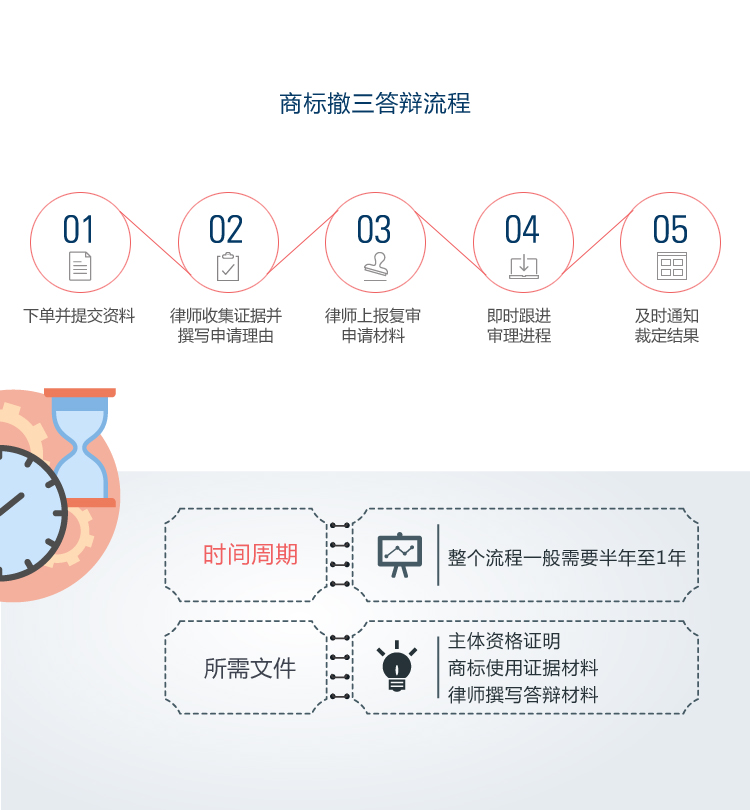 商标撤三答辩流程
01
02
03
04
05
下单并提交资料
律师收集证据并
撰写申请理由
律师上报复审
申请材料
即时跟进
审理进程
及时通知
裁定结果
时间周期
整个流程一般需要半年至1年
所需文件
主体资格证明
商标使用证据材料
律师撰写答辩材料